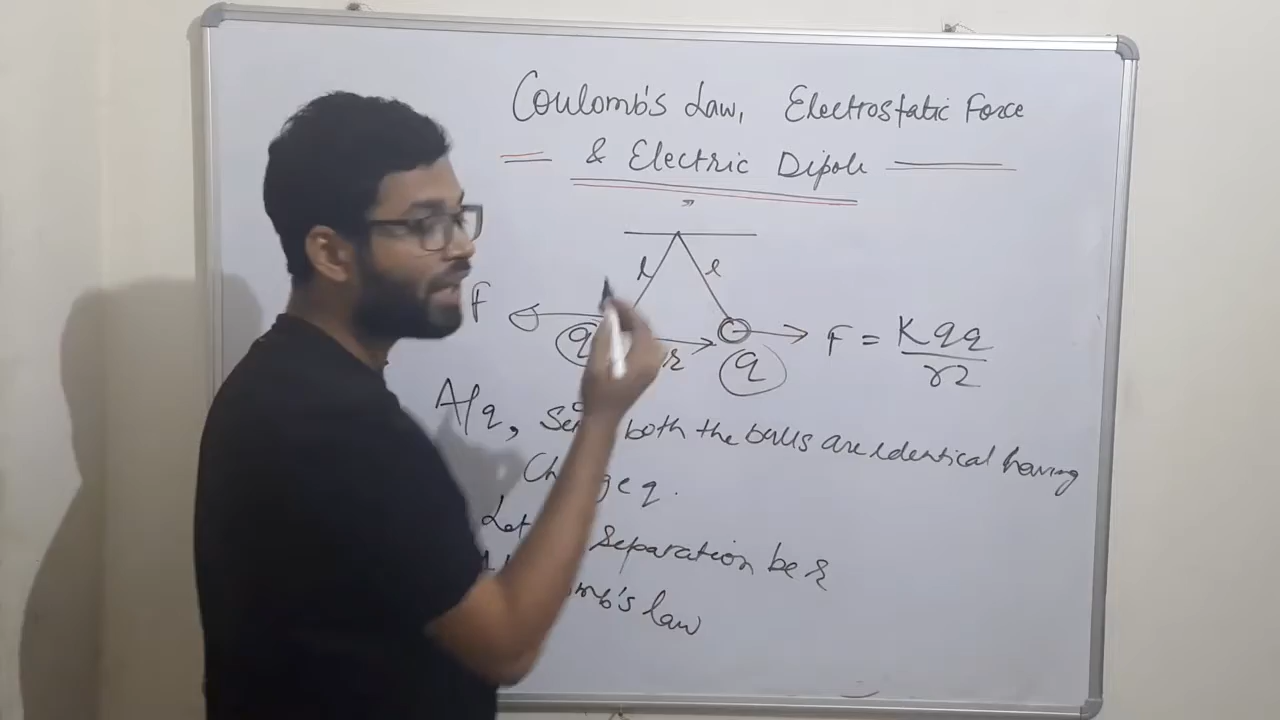 Coulomb's Law, Electrostatic Force
& Electric Dipole
l l
F q r q F = Kqq/r2
A/q, both the balls are identical having
q.
Let separation be r
law